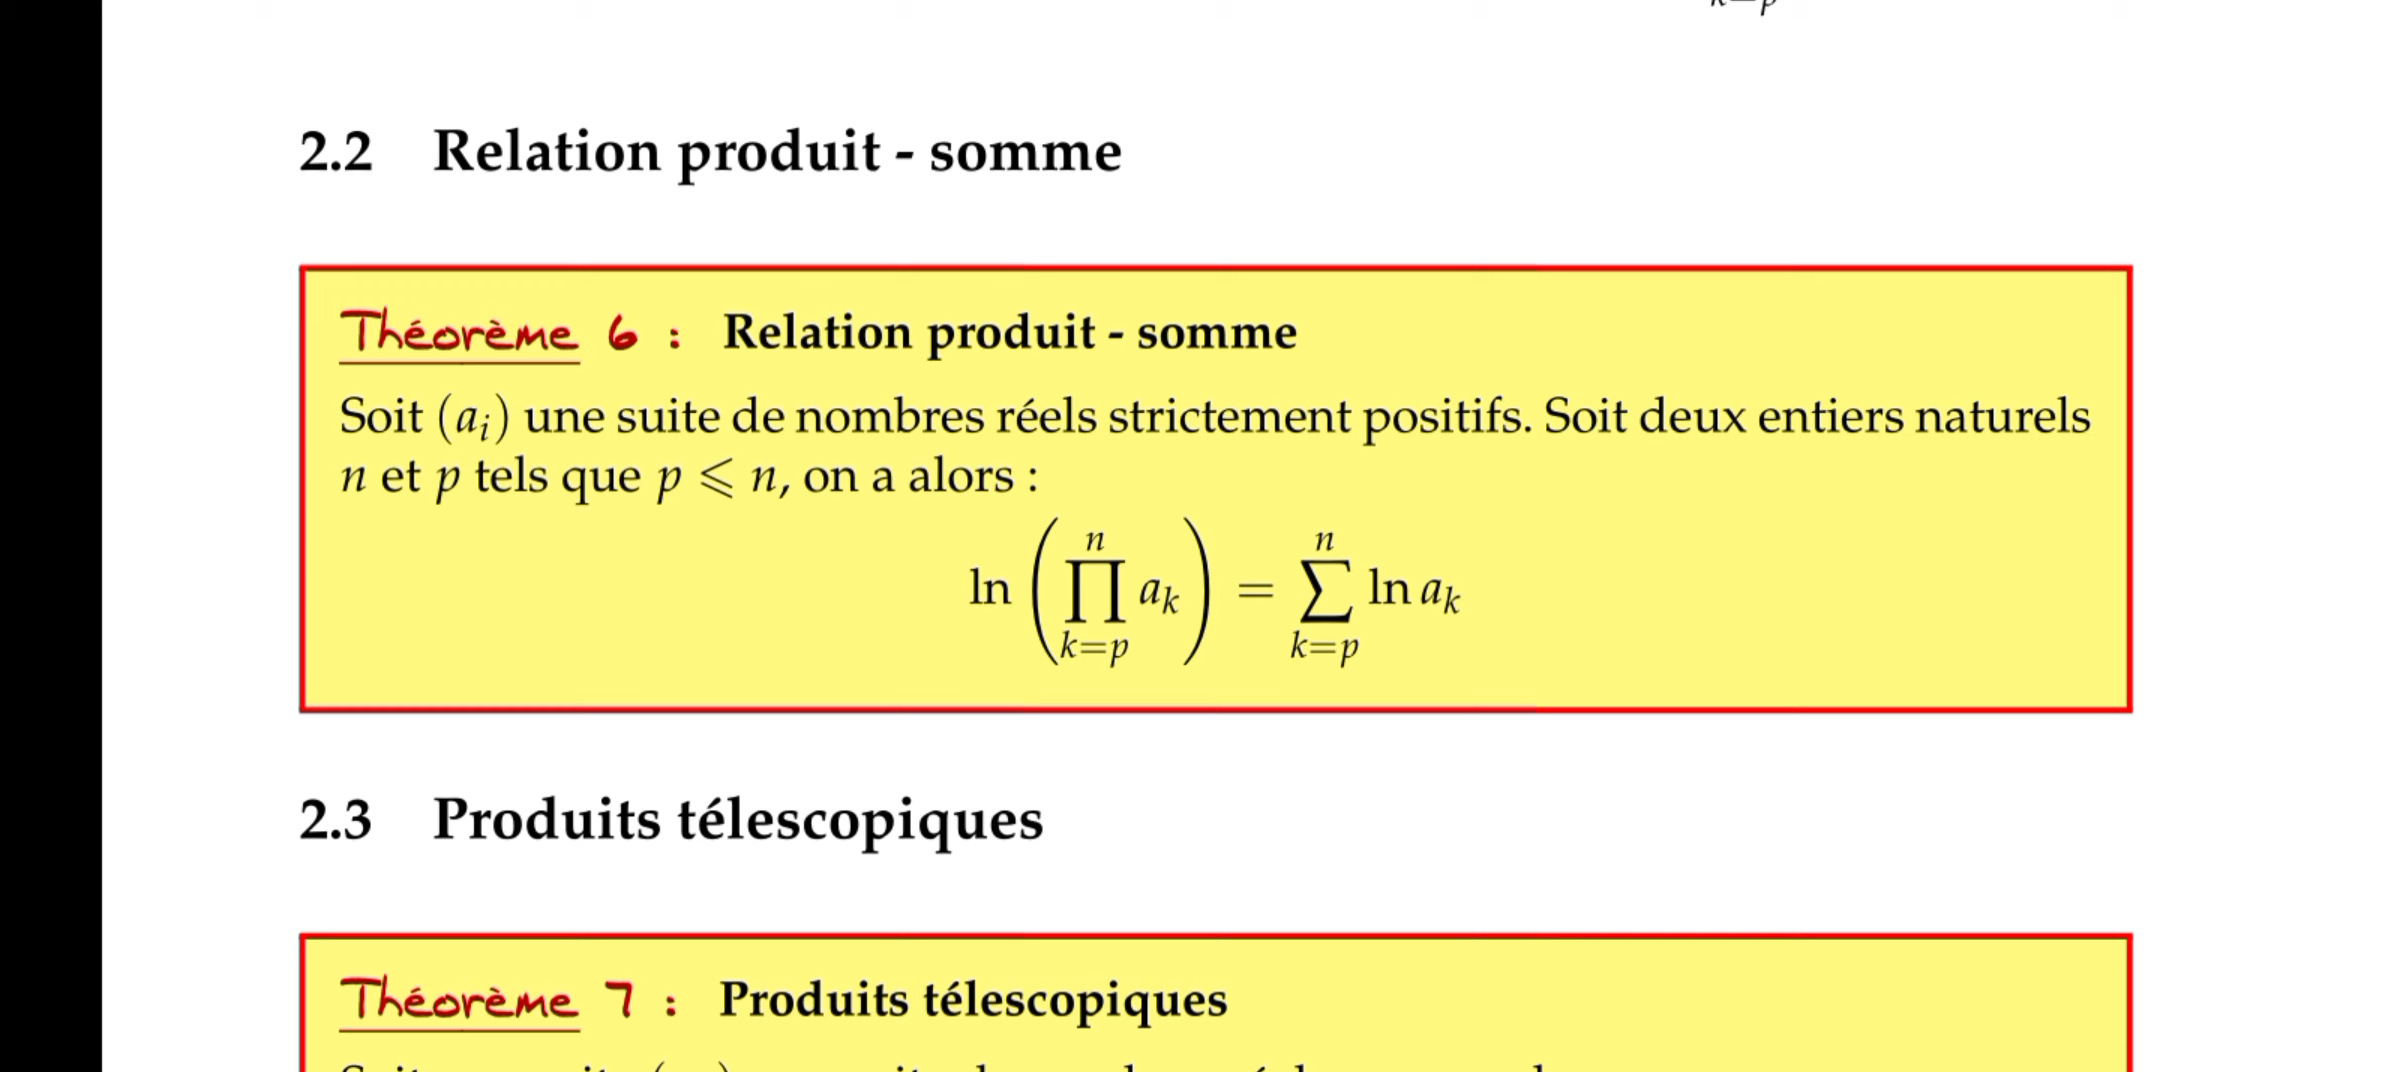 k=p
2.2 Relation produit - somme
Théorème 6 : Relation produit - somme
Soit (aᵢ) une suite de nombres réels strictement positifs. Soit deux entiers naturels
n et p tels que p ⩽ n, on a alors :
ln (∏_{k=p}^{n} a_k) = ∑_{k=p}^{n} ln a_k
2.3 Produits télescopiques
Théorème 7 : Produits télescopiques